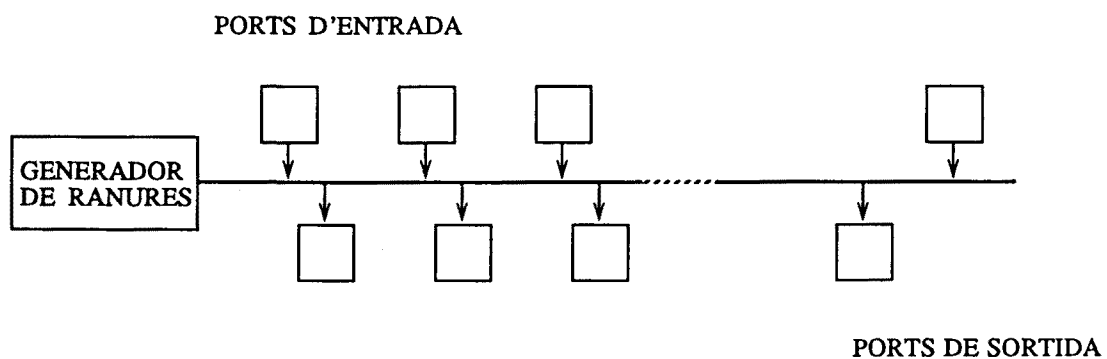 PORTS D'ENTRADA
GENERADOR
DE RANURES
PORTS DE SORTIDA